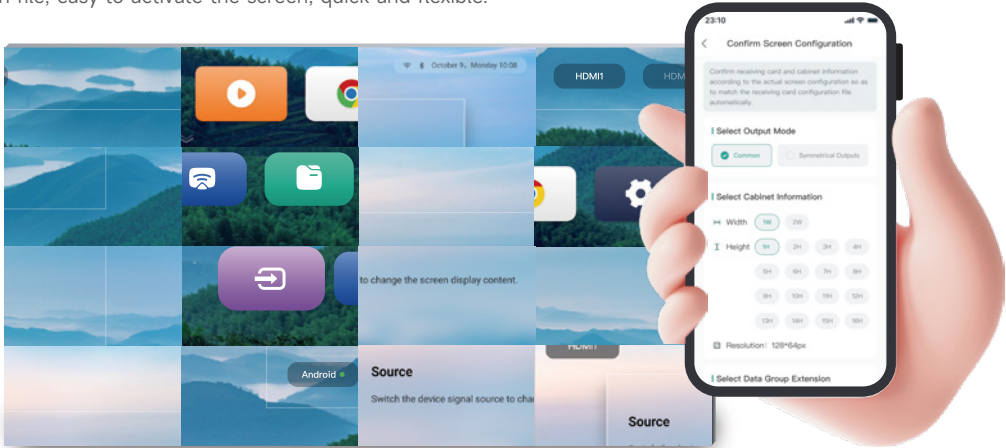 n file, easy to activate the screen, quick and flexible.
October 9, Monday 10:08
HDMI1
HDM
to change the screen display content.
Android
Source
Switch the device signal source to cha
HDMI1
Source
23:10
Confirm Screen Configuration
Confirm receiving card and cabinet information
according to the actual screen configuration so as
to match the receiving card configuration file
automatically.
Select Output Mode
Common
Symmetrical Outputs
Select Cabinet Information
Width 1W 2W
Height 1H 2H 3H 4H
5H 6H 7H 8H
9H 10H 11H 12H
13H 14H 15H 16H
Resolution: 128*64px
Select Data Group Extension